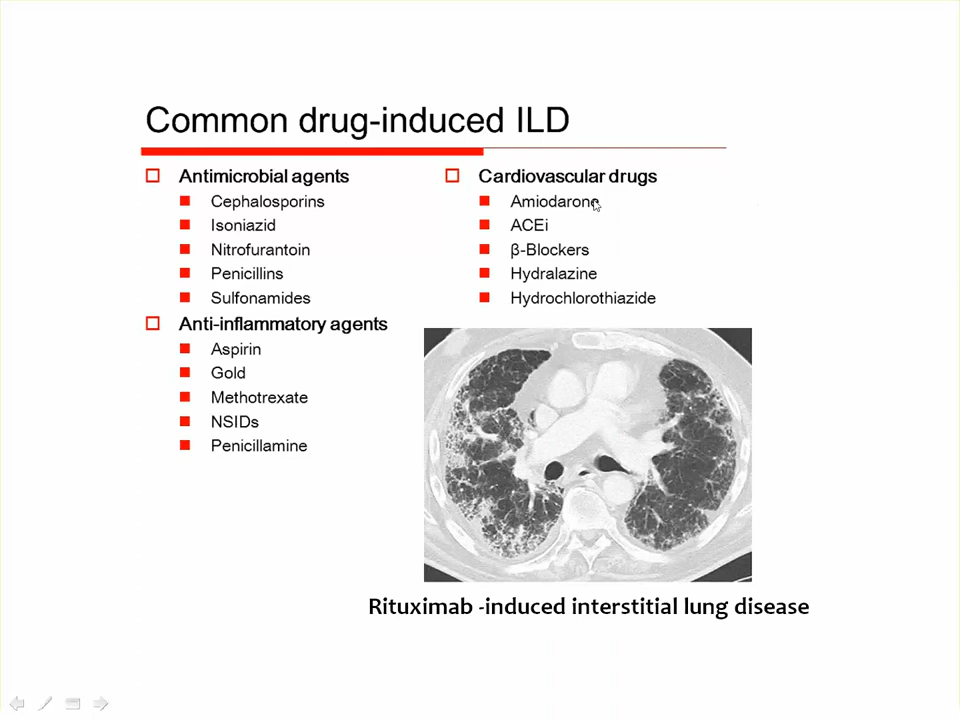 Common drug-induced ILD
Antimicrobial agents
Cephalosporins
Isoniazid
Nitrofurantoin
Penicillins
Sulfonamides
Anti-inflammatory agents
Aspirin
Gold
Methotrexate
NSIDs
Penicillamine
Cardiovascular drugs
Amiodarone
ACEi
β-Blockers
Hydralazine
Hydrochlorothiazide
Rituximab -induced interstitial lung disease